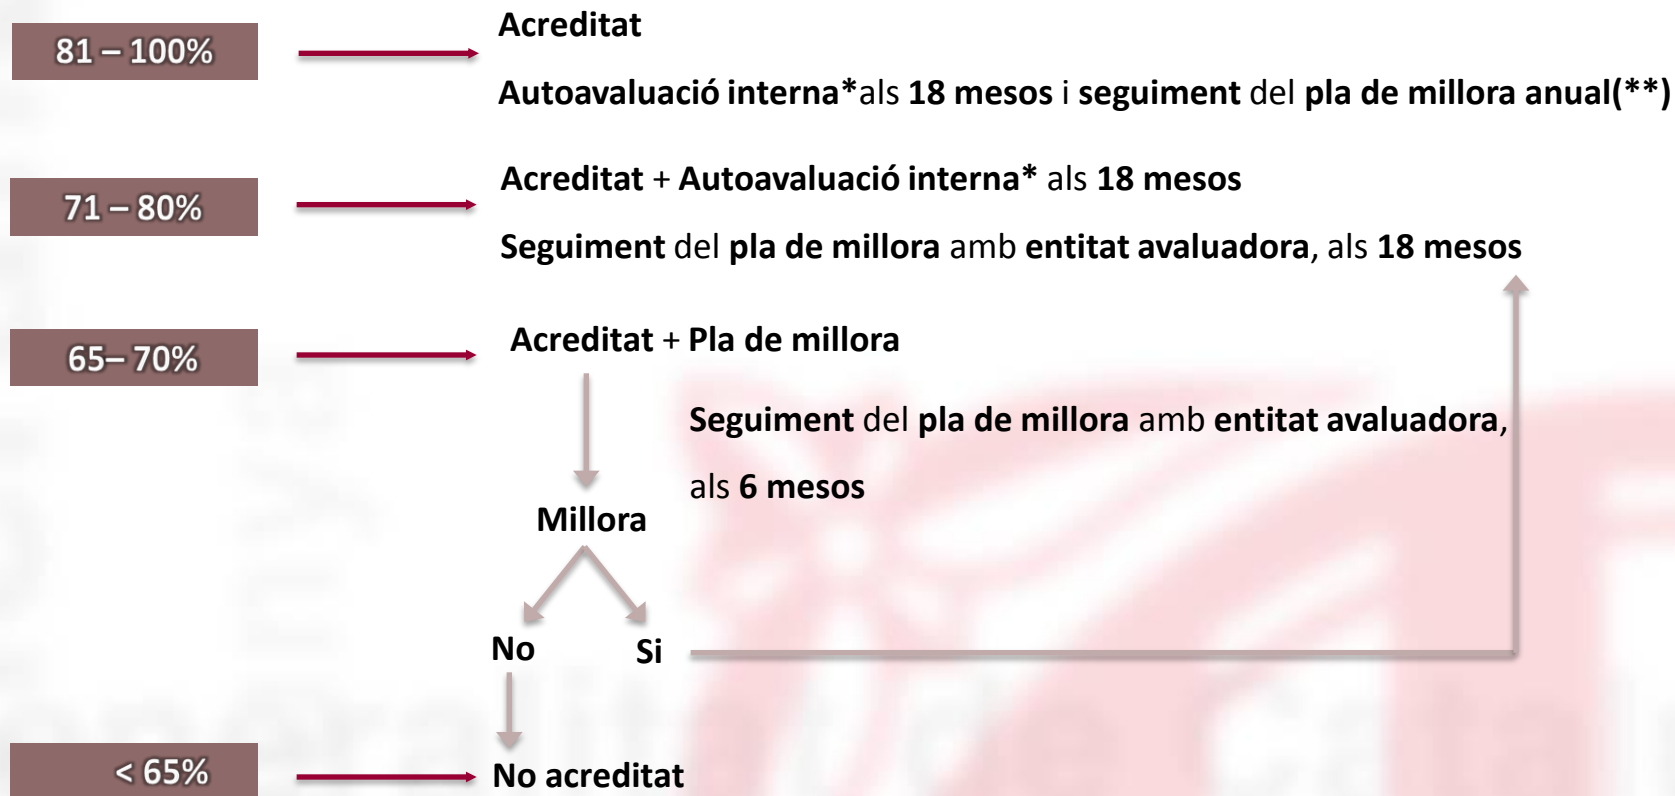 81 – 100%
Acreditat
Autoavaluació interna*als 18 mesos i seguiment del pla de millora anual(**)
71 – 80%
Acreditat + Autoavaluació interna* als 18 mesos
Seguiment del pla de millora amb entitat avaluadora, als 18 mesos
65– 70%
Acreditat + Pla de millora
Seguiment del pla de millora amb entitat avaluadora,
als 6 mesos
Millora
No Si
< 65%
No acreditat